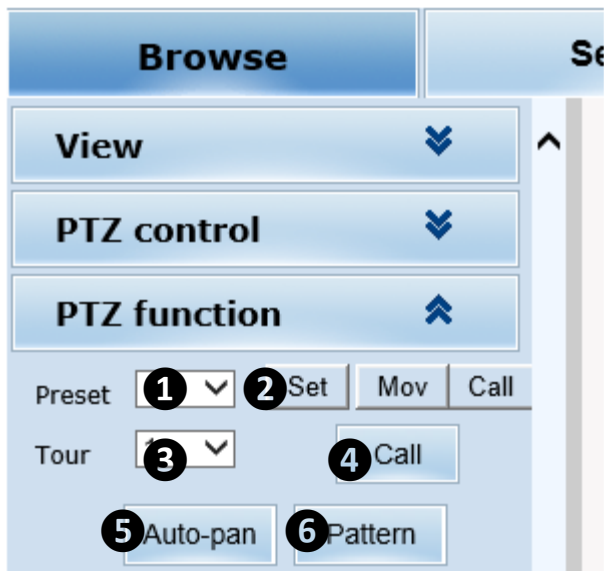 Browse
View
PTZ control
PTZ function
Preset 1 2 Set Mov Call
Tour 3 4 Call
5 Auto-pan 6 Pattern